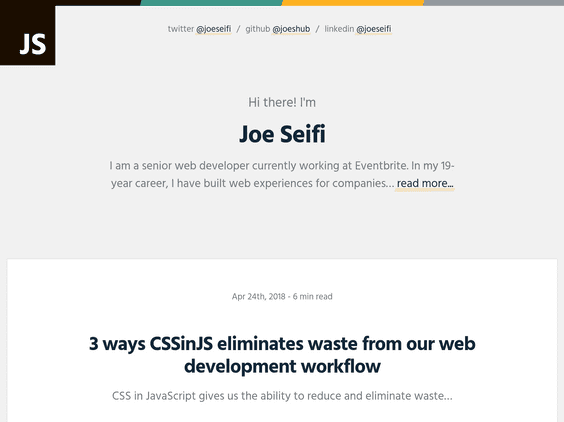 JS
twitter @joeseifi / github @joeshub / linkedin @joeseifi
Hi there! I'm
Joe Seifi
I am a senior web developer currently working at Eventbrite. In my 19-
year career, I have built web experiences for companies... read more...
Apr 24th, 2018 - 6 min read
3 ways CSSinJS eliminates waste from our web
development workflow
CSS in JavaScript gives us the ability to reduce and eliminate waste...